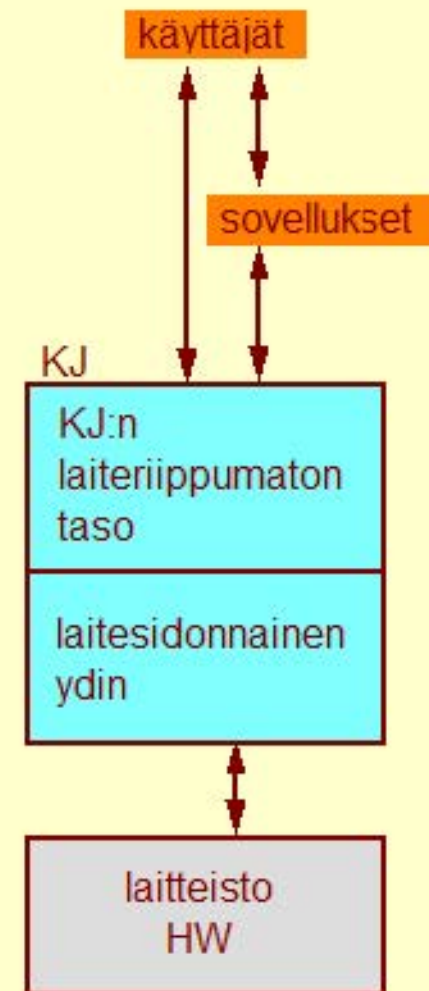 käyttäjät
sovellukset
KJ
KJ:n
laiteriippumaton
taso
laitesidonnainen
ydin
laitteisto
HW